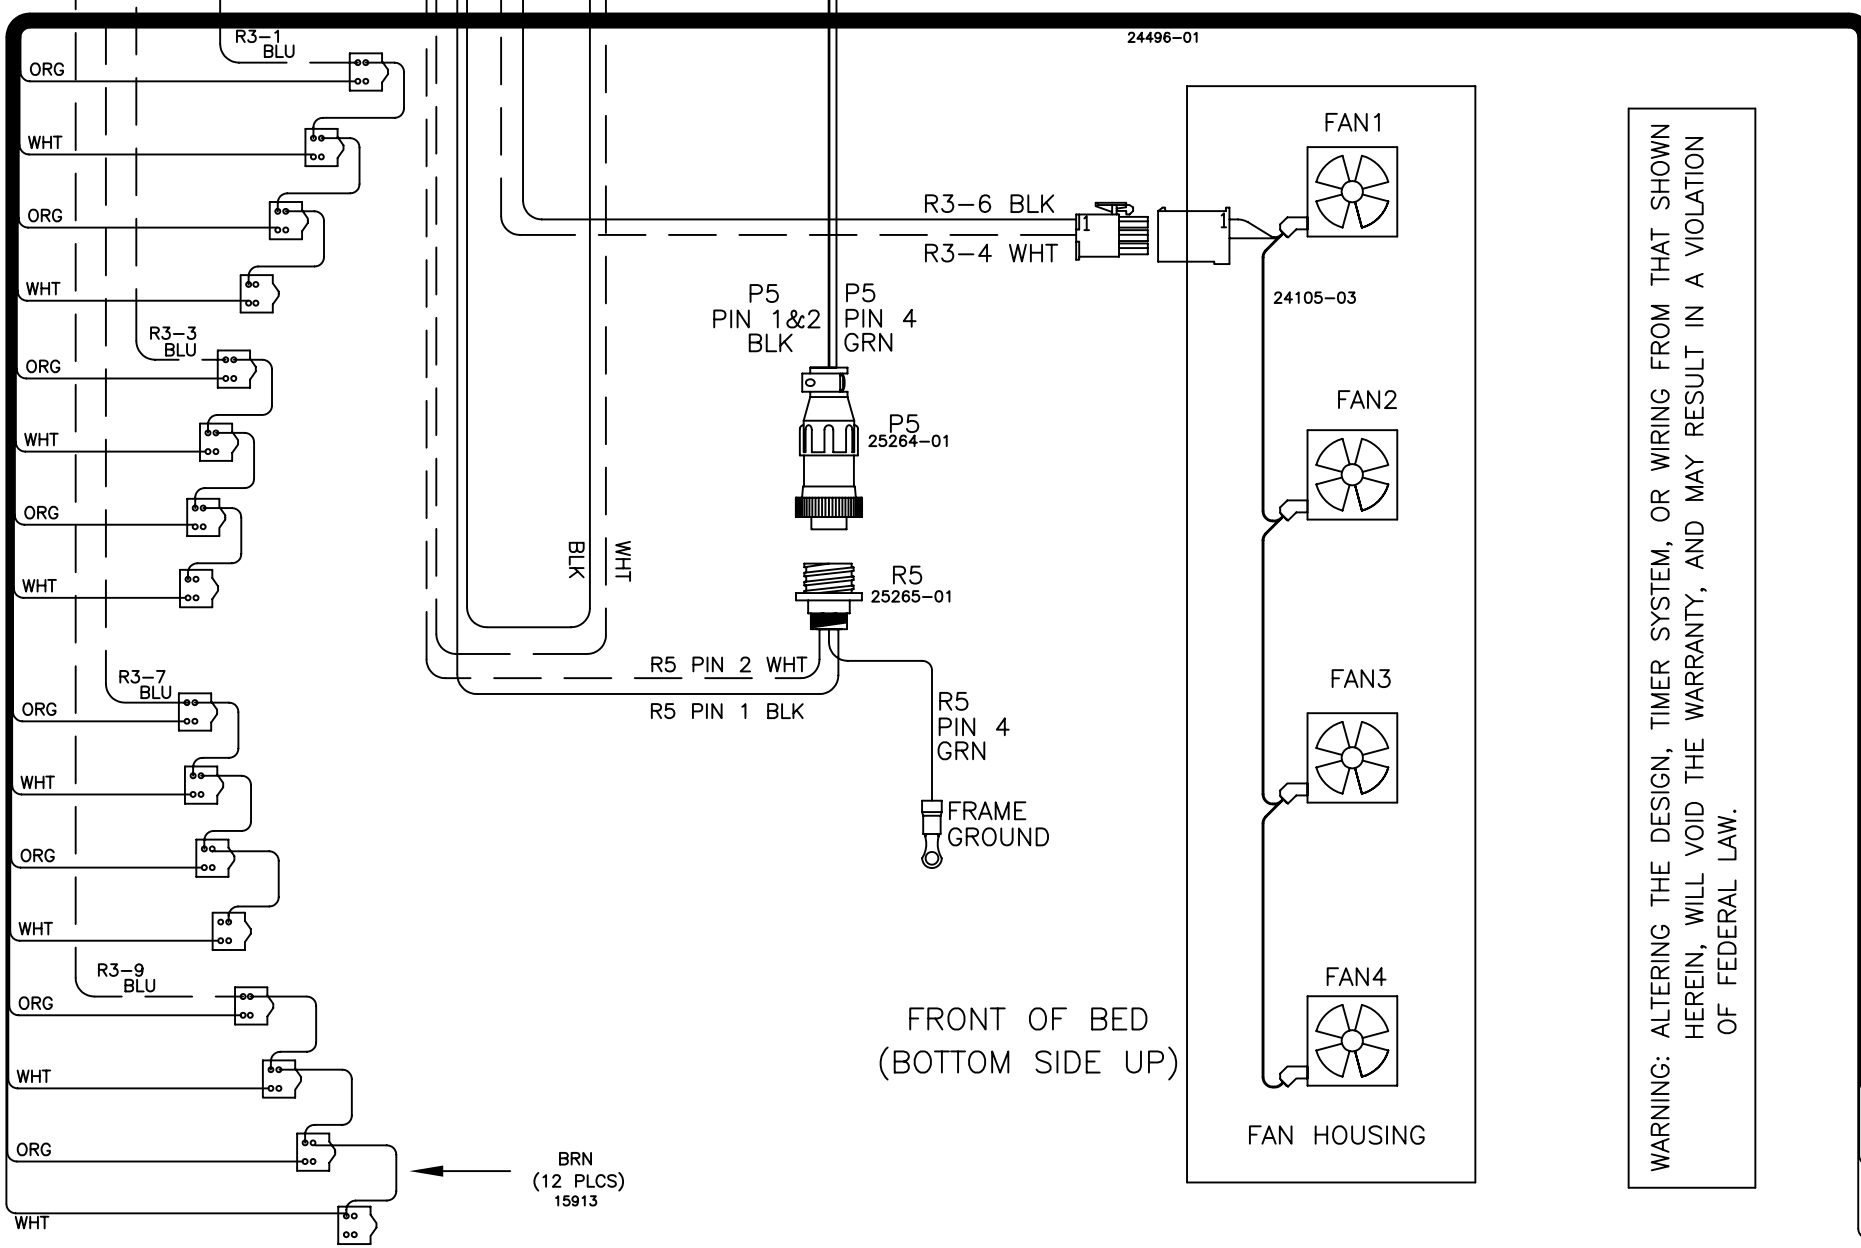 R3-1
BLU
ORG
WHT
ORG
WHT
R3-3
BLU
ORG
WHT
ORG
WHT
R3-7
BLU
ORG
WHT
ORG
WHT
R3-9
BLU
ORG
WHT
ORG
WHT
BRN
(12 PLCS)
15913
BLK
WHT
24496-01
R3-6 BLK
R3-4 WHT
1
1
P5
PIN 1&2
BLK
P5
PIN 4
GRN
P5
25264-01
R5
25265-01
R5 PIN 2 WHT
R5 PIN 1 BLK
R5
PIN 4
GRN
FRAME
GROUND
FRONT OF BED
(BOTTOM SIDE UP)
FAN1
24105-03
FAN2
FAN3
FAN4
FAN HOUSING
WARNING: ALTERING THE DESIGN, TIMER SYSTEM, OR WIRING FROM THAT SHOWN
HEREIN, WILL VOID THE WARRANTY, AND MAY RESULT IN A VIOLATION
OF FEDERAL LAW.